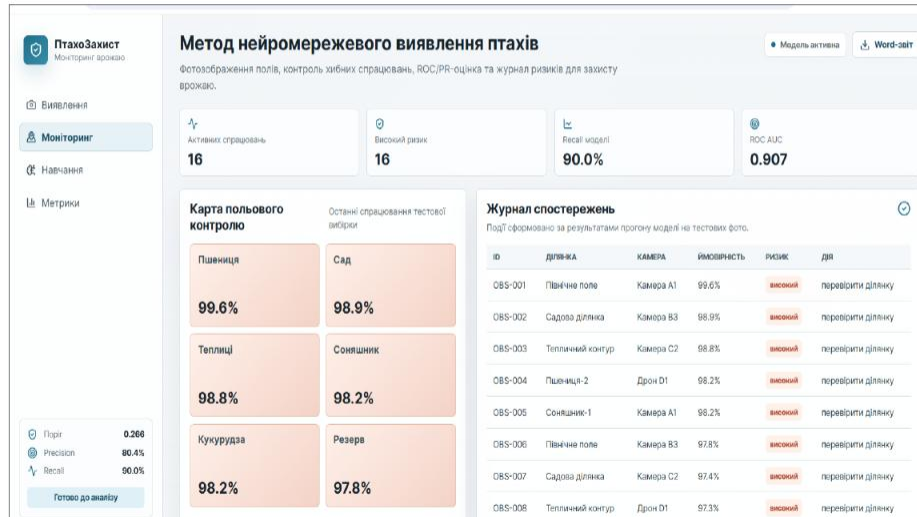 ПтахоЗахист
Моніторинг врожаю
Виявлення
Моніторинг
Навчання
Метрики
Поріг 0.266
Precision 80.4%
Recall 90.0%
Готово до аналізу
Метод нейромережевого виявлення птахів
Фотозображення полів, контроль хибних спрацювань, ROC/PR-оцінка та журнал ризиків для захисту
врожаю.
Модель активна
Word-звіт
Активних спрацювань
16
Високий ризик
16
Recall моделі
90.0%
ROC AUC
0.907
Карта польового
контролю
Останні спрацювання тестової
вибірки
Пшениця
99.6%
Сад
98.9%
Теплиці
98.8%
Соняшник
98.2%
Кукурудза
98.2%
Резерв
97.8%
Журнал спостережень
Події сформовано за результатами прогону моделі на тестових фото.
ID ДІЛЯНКА КАМЕРА ЙМОВІРНІСТЬ РИЗИК ДІЯ
OBS-001 Північне поле Камера A1 99.6% високий перевірити ділянку
OBS-002 Садова ділянка Камера B3 98.9% високий перевірити ділянку
OBS-003 Тепличний контур Камера C2 98.8% високий перевірити ділянку
OBS-004 Пшениця-2 Дрон D1 98.2% високий перевірити ділянку
OBS-005 Соняшник-1 Камера A1 98.2% високий перевірити ділянку
OBS-006 Північне поле Камера B3 97.8% високий перевірити ділянку
OBS-007 Садова ділянка Камера C2 97.4% високий перевірити ділянку
OBS-008 Тепличний контур Дрон D1 97.3% високий перевірити ділянку